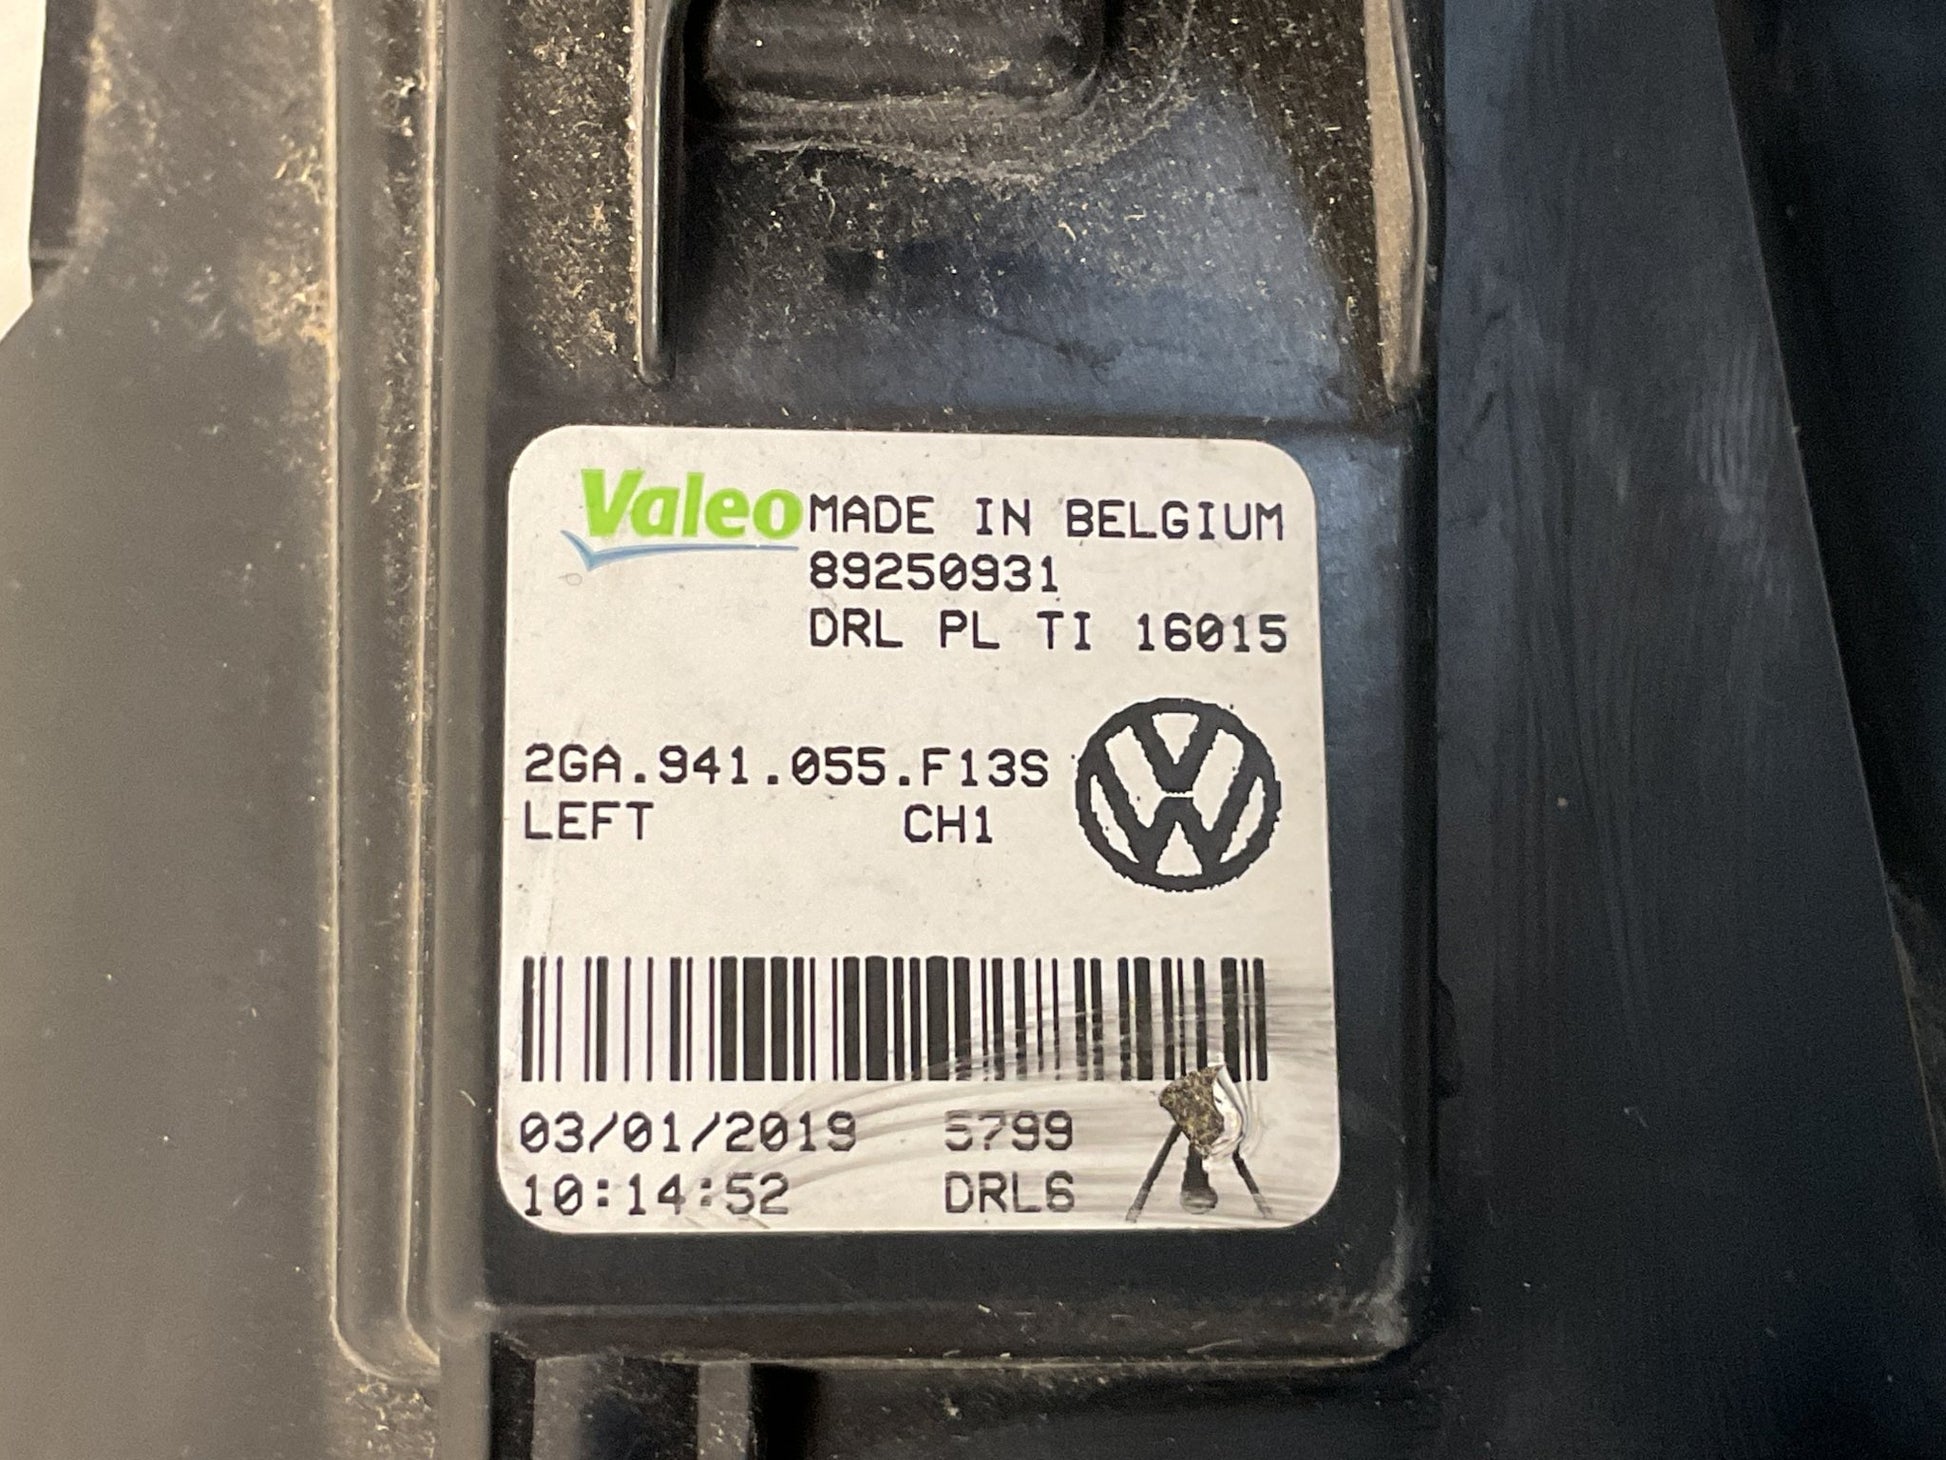 Valeo MADE IN BELGIUM
89250931
DRL PL TI 16015
2GA.941.055.F13S
LEFT CH1
03/01/2019 5799
10:14:52 DRL6